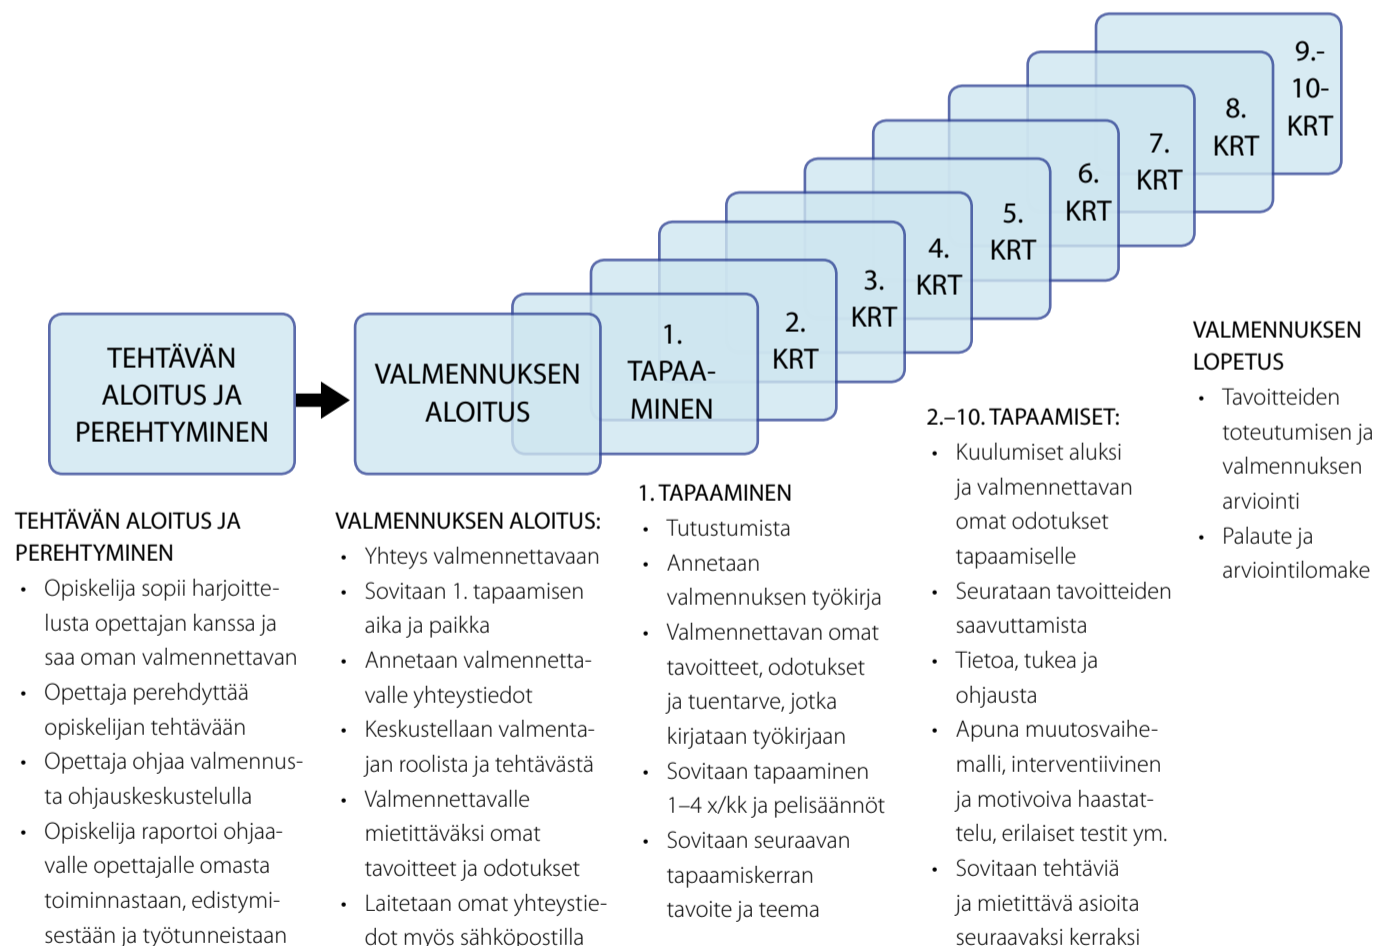 TEHTÄVÄN
ALOITUS JA
PEREHTYMINEN
VALMENNUKSEN
ALOITUS
1.
TAPAA-
MINEN
2.
KRT
3.
KRT
4.
KRT
5.
KRT
6.
KRT
7.
KRT
8.
KRT
9.-
10-
KRT
TEHTÄVÄN ALOITUS JA
PEREHTYMINEN
• Opiskelija sopii harjoitte-
lusta opettajan kanssa ja
saa oman valmennettavan
• Opettaja perehdyttää
opiskelijan tehtävään
• Opettaja ohjaa valmennus-
ta ohjauskeskustelulla
• Opiskelija raportoi ohjaa-
valle opettajalle omasta
toiminnastaan, edistymi-
sestään ja työtunneistaan
VALMENNUKSEN ALOITUS:
• Yhteys valmennettavaan
• Sovitaan 1. tapaamisen
aika ja paikka
• Annetaan valmennetta-
valle yhteystiedot
• Keskustellaan valmenta-
jan roolista ja tehtävästä
• Valmennettavalle
mietittäväksi omat
tavoitteet ja odotukset
• Laitetaan omat yhteystie-
dot myös sähköpostilla
1. TAPAAMINEN
• Tutustumista
• Annetaan
valmennuksen työkirja
• Valmennettavan omat
tavoitteet, odotukset
ja tuentarve, jotka
kirjataan työkirjaan
• Sovitaan tapaaminen
1–4 x/kk ja pelisäännöt
• Sovitaan seuraavan
tapaamiskerran
tavoite ja teema
2.–10. TAPAAMISET:
• Kuulumiset aluksi
ja valmennettavan
omat odotukset
tapaamiselle
• Seurataan tavoitteiden
saavuttamista
• Tietoa, tukea ja
ohjausta
• Apuna muutosvaihe-
malli, interventiivinen
ja motivoiva haastat-
telu, erilaiset testit ym.
• Sovitaan tehtäviä
ja mietittävä asioita
seuraavaksi kerraksi
VALMENNUKSEN
LOPETUS
• Tavoitteiden
toteutumisen ja
valmennuksen
arviointi
• Palaute ja
arviointilomake